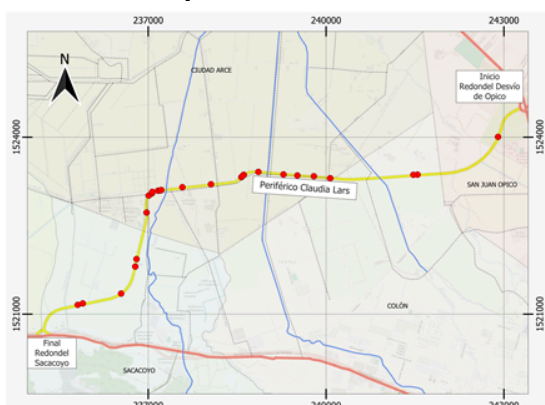 237000
240000
243000
N
CIUDAD ARCE
Inicio
Redondel Desvío
de Opico
1524000
1524000
Periférico Claudia Lars
SAN JUAN OPICO
1521000
1521000
COLÓN
Final
Redondel
Sacacoyo
SACACOYO
237000
240000
243000